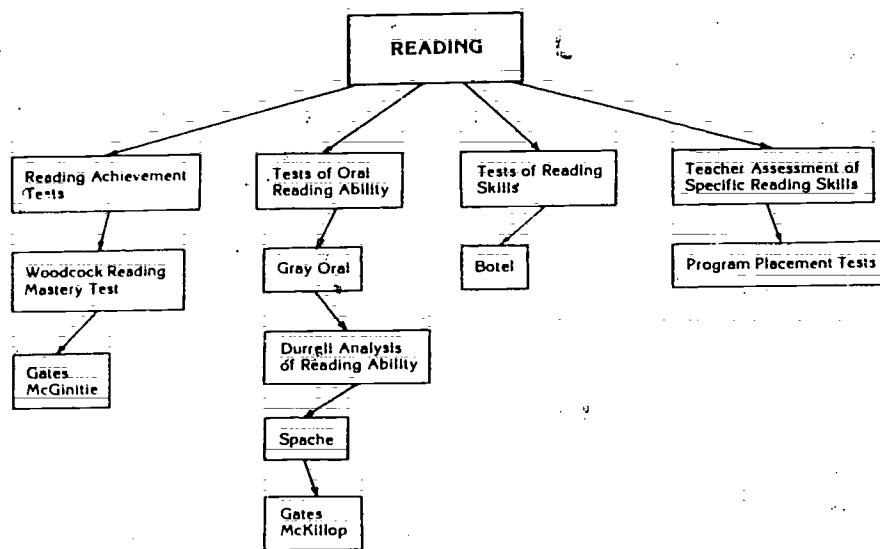 READING
Reading Achievement
Tests
Tests of Oral
Reading Ability
Tests of Reading
Skills
Teacher Assessment of
Specific Reading Skills
Woodcock Reading
Mastery Test
Gray Oral
Botel
Program Placement Tests
Durrell Analysis
of Reading Ability
Gates
McGinitie
Spache
Gates
McKillop